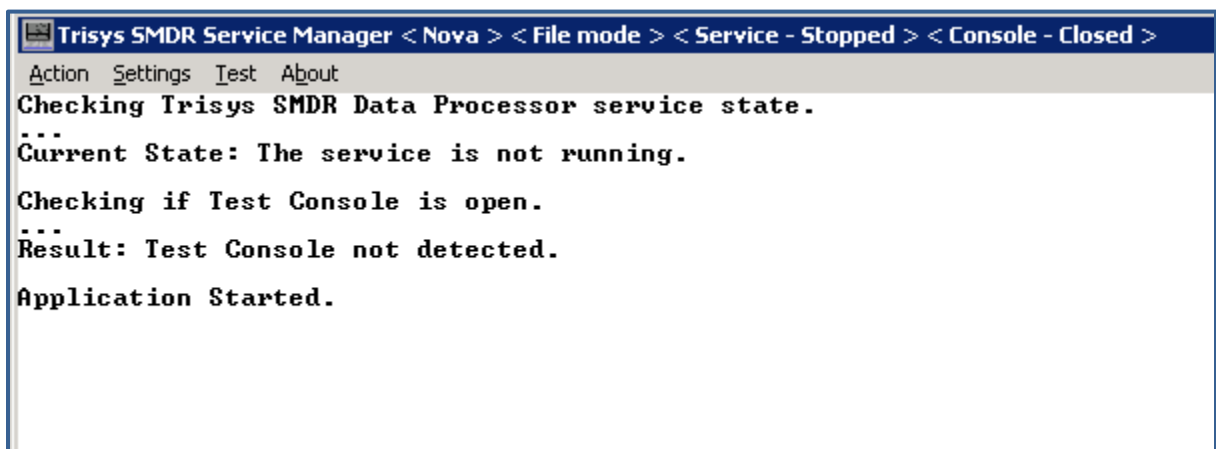 Trisys SMDR Service Manager < Nova > < File mode > < Service - Stopped > < Console - Closed >
Action Settings Test About
Checking Trisys SMDR Data Processor service state.
...
Current State: The service is not running.
Checking if Test Console is open.
...
Result: Test Console not detected.
Application Started.